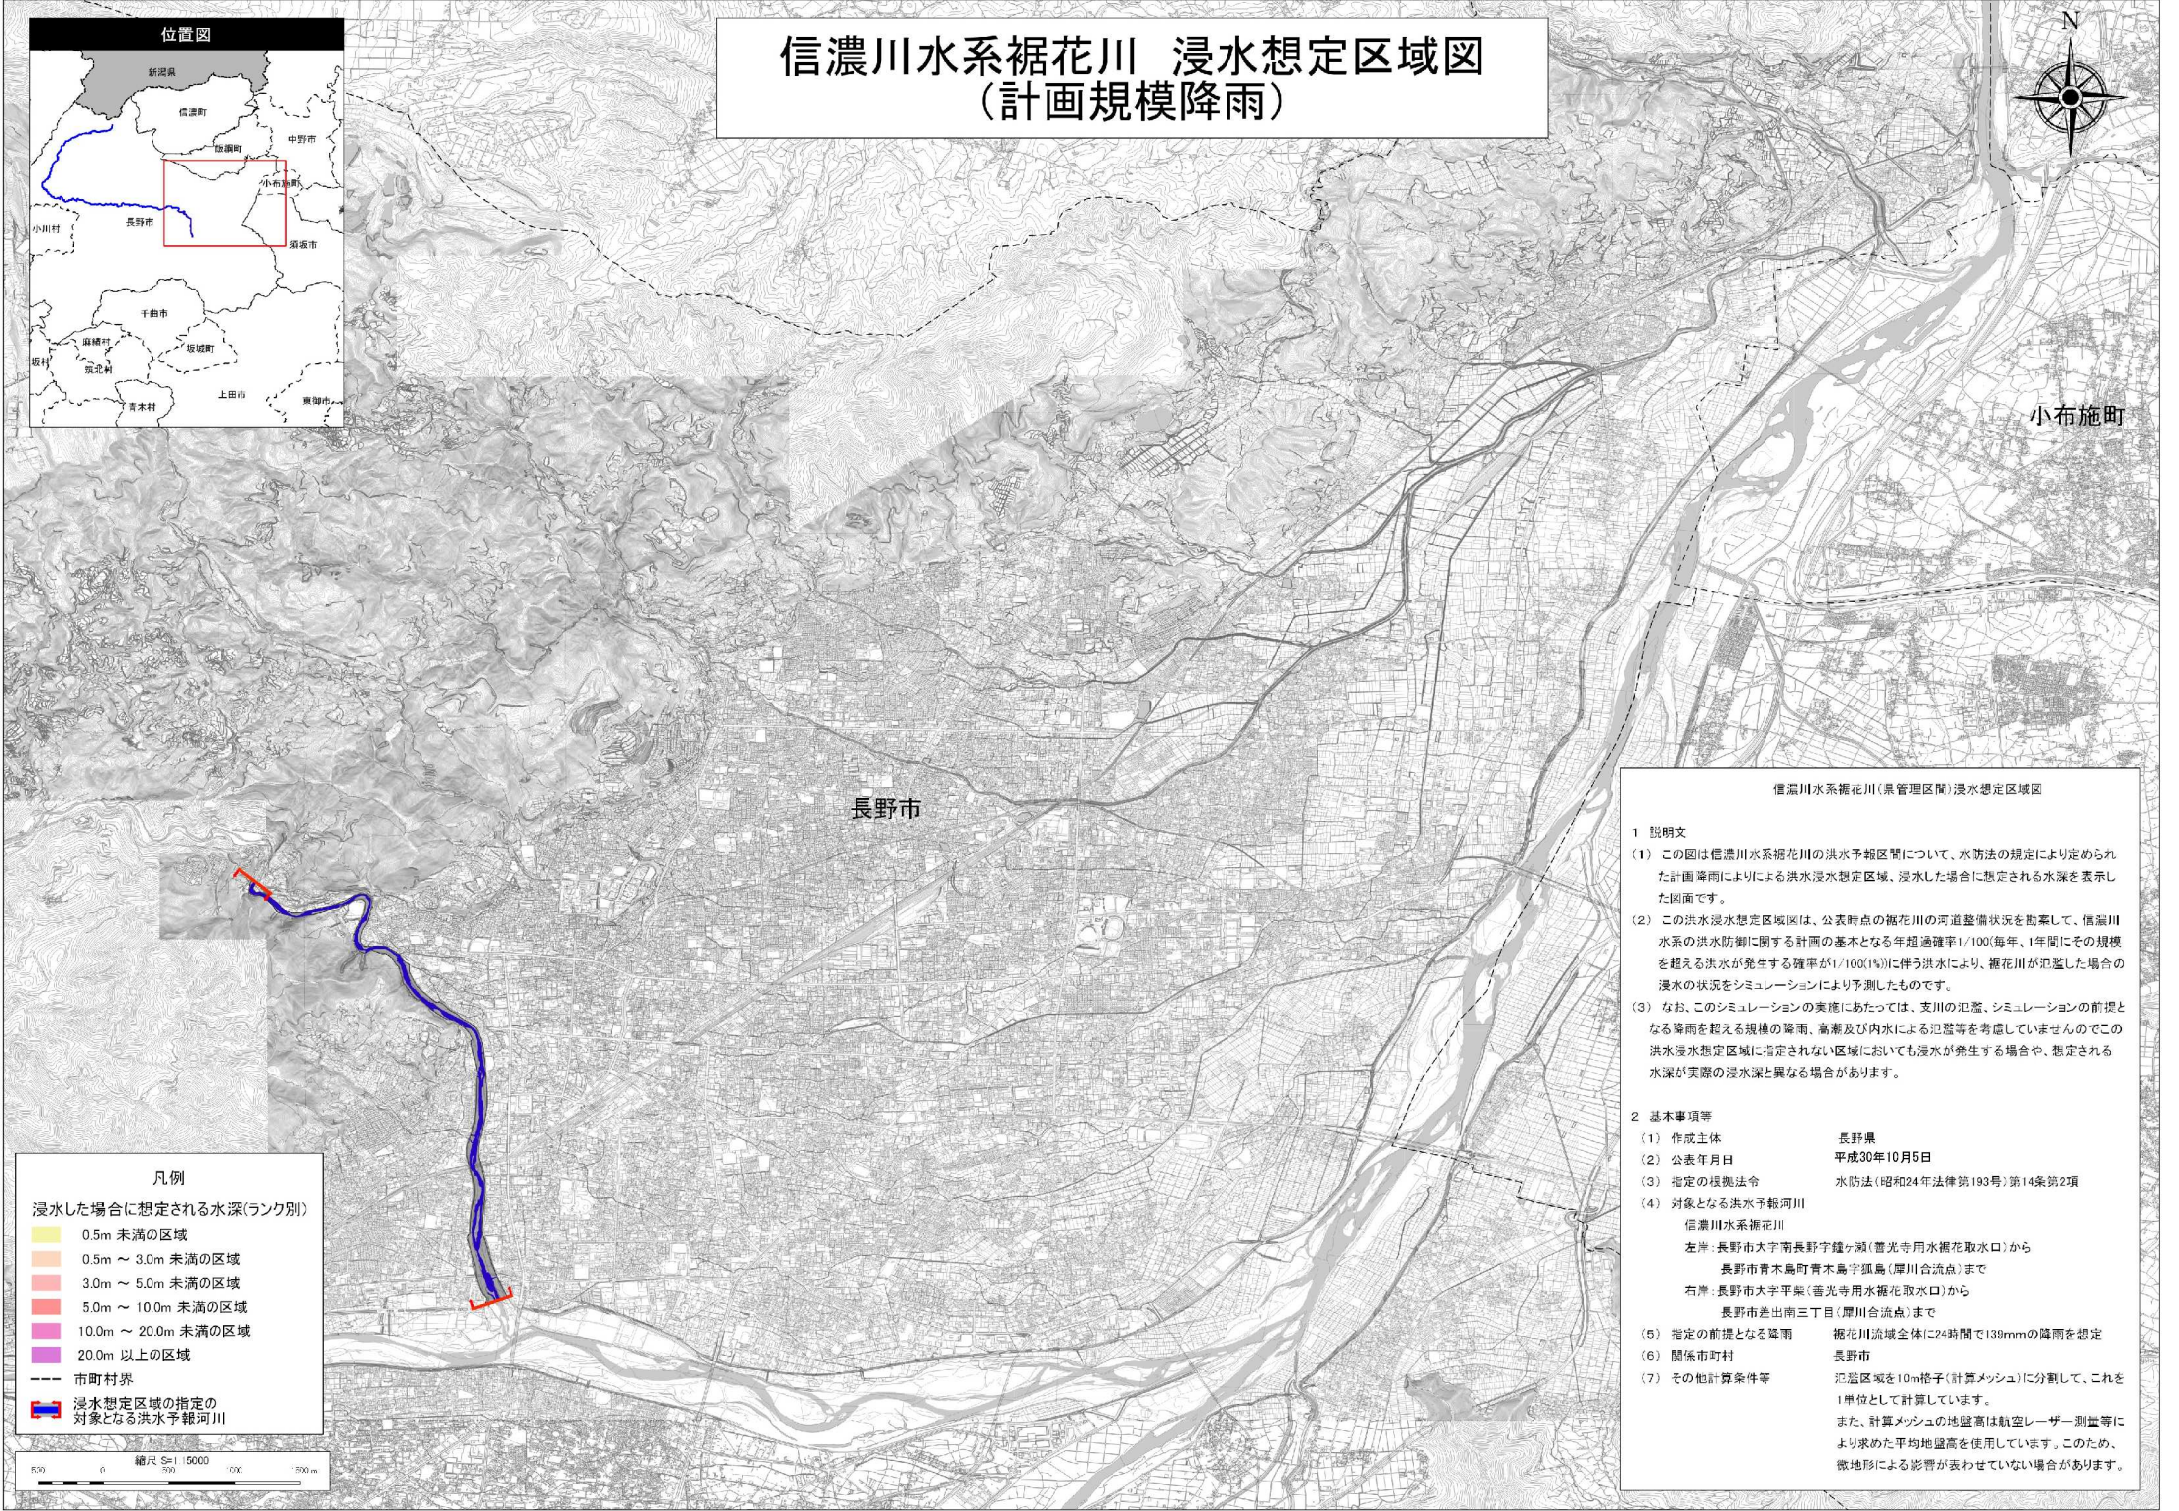 信濃川水系裾花川 浸水想定区域図
（計画規模降雨）
位置図
新潟県
信濃町
飯綱町
中野市
小布施町
長野市
小川村
須坂市
千曲市
麻績村
坂城町
坂村
筑北村
青木村
上田市
東御市
N
小布施町
長野市
凡例
浸水した場合に想定される水深(ランク別)
0.5m 未満の区域
0.5m ～ 3.0m 未満の区域
3.0m ～ 5.0m 未満の区域
5.0m ～ 10.0m 未満の区域
10.0m ～ 20.0m 未満の区域
20.0m 以上の区域
市町村界
浸水想定区域の指定の
対象となる洪水予報河川
縮尺 S=1:15000
500 0 500 1000 1500 m
信濃川水系裾花川（県管理区間）浸水想定区域図
1 説明文
（1） この図は信濃川水系裾花川の洪水予報区間について、水防法の規定により定められ
た計画降雨によりによる洪水浸水想定区域、浸水した場合に想定される水深を表示し
た図面です。
（2） この洪水浸水想定区域図は、公表時点の裾花川の河道整備状況を勘案して、信濃川
水系の洪水防御に関する計画の基本となる年超過確率1/100(毎年、1年間にその規模
を超える洪水が発生する確率が1/100(1%))に伴う洪水により、裾花川が氾濫した場合の
浸水の状況をシミュレーションにより予測したものです。
（3） なお、このシミュレーションの実施にあたっては、支川の氾濫、シミュレーションの前提と
なる降雨を超える規模の降雨、高潮及び内水による氾濫等を考慮していませんのでこの
洪水浸水想定区域に指定されない区域においても浸水が発生する場合や、想定される
水深が実際の浸水深と異なる場合があります。
2 基本事項等
（1） 作成主体 長野県
（2） 公表年月日 平成30年10月5日
（3） 指定の根拠法令 水防法（昭和24年法律第193号）第14条第2項
（4） 対象となる洪水予報河川
信濃川水系裾花川
左岸：長野市大字南長野字鐘ヶ瀬（善光寺用水裾花取水口）から
長野市青木島町青木島字狐島（犀川合流点）まで
右岸：長野市大字平柴（善光寺用水裾花取水口）から
長野市差出南三丁目（犀川合流点）まで
（5） 指定の前提となる降雨 裾花川流域全体に24時間で139mmの降雨を想定
（6） 関係市町村 長野市
（7） その他計算条件等 氾濫区域を10m格子（計算メッシュ）に分割して、これを
1単位として計算しています。
また、計算メッシュの地盤高は航空レーザー測量等に
より求めた平均地盤高を使用しています。このため、
微地形による影響が表わせていない場合があります。